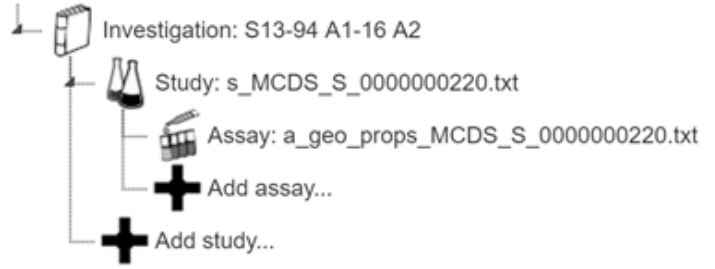 Investigation: S13-94 A1-16 A2
Study: s_MCDS_S_0000000220.txt
Assay: a_geo_props_MCDS_S_0000000220.txt
Add assay...
Add study...